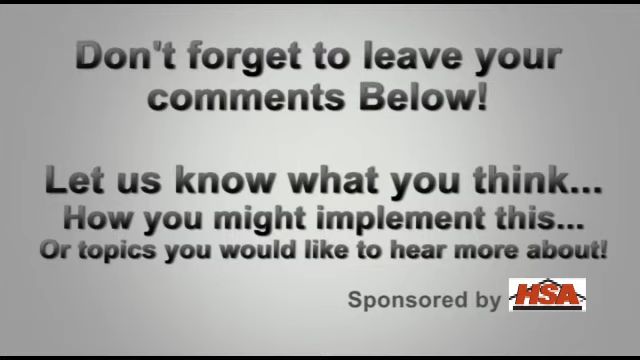 Don't forget to leave your
comments Below!
Let us know what you think...
How you might implement this...
Or topics you would like to hear more about!
Sponsored by HSA